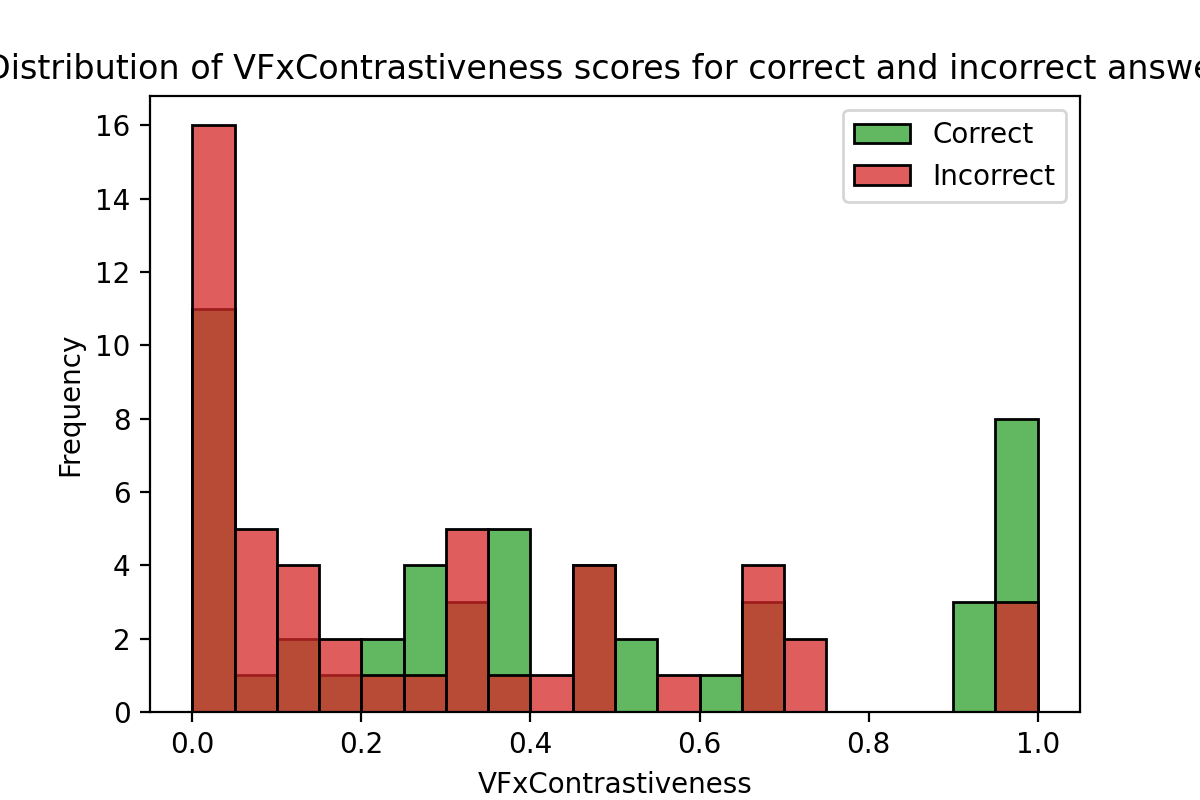 Distribution of VFxContrastiveness scores for correct and incorrect answe
Correct
Incorrect
Frequency
16
14
12
10
8
6
4
2
0
0.0 0.2 0.4 0.6 0.8 1.0
VFxContrastiveness